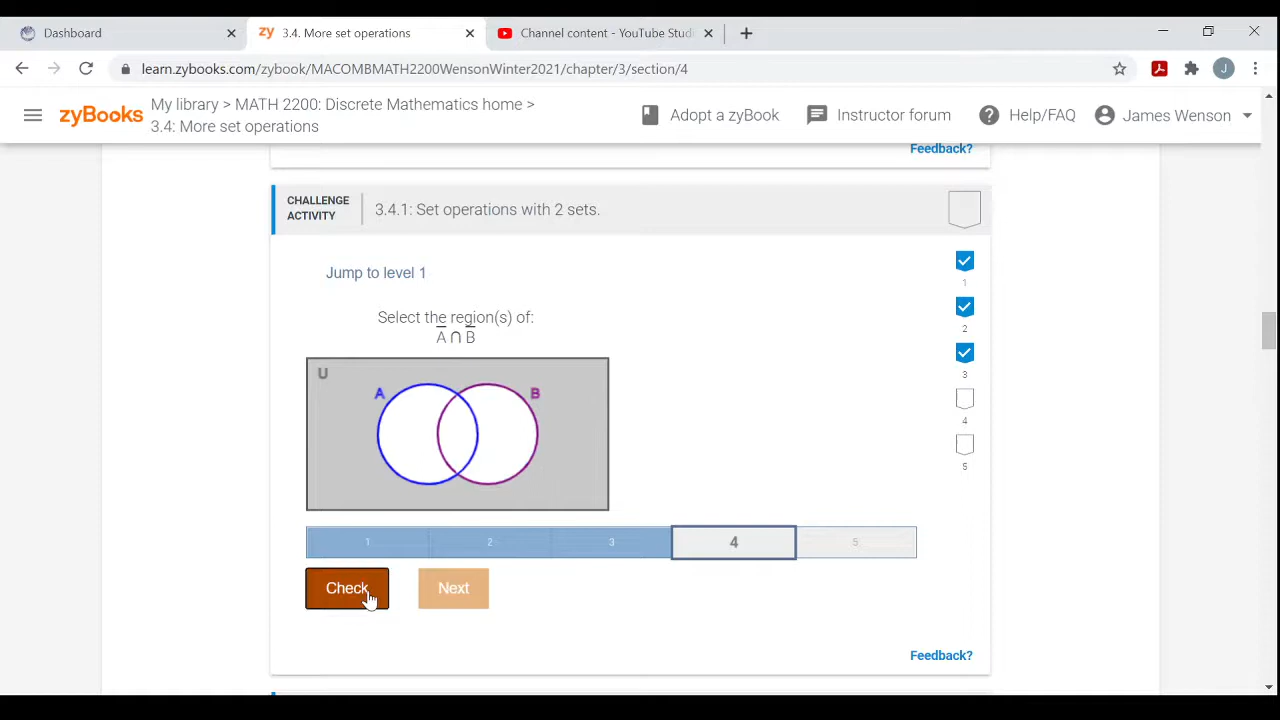 Dashboard
zy 3.4. More set operations
Channel content - YouTube Studi
learn.zybooks.com/zybook/MACOMBMATH2200WensonWinter2021/chapter/3/section/4
J
zyBooks
My library > MATH 2200: Discrete Mathematics home >
3.4: More set operations
Adopt a zyBook
Instructor forum
Help/FAQ
James Wenson
Feedback?
CHALLENGE
ACTIVITY
3.4.1: Set operations with 2 sets.
Jump to level 1
1
2
3
4
5
Select the region(s) of:
A̅ ∩ B̅
U
A
B
1 2 3 4 5
Check Next
Feedback?